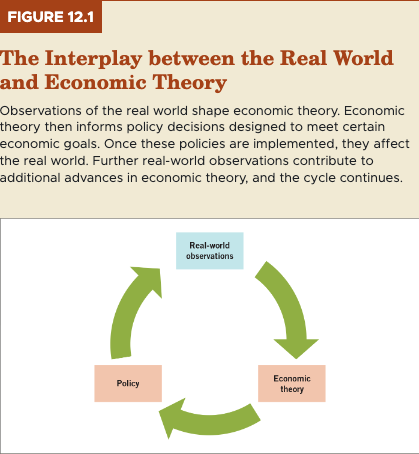 FIGURE 12.1
The Interplay between the Real World
and Economic Theory
Observations of the real world shape economic theory. Economic
theory then informs policy decisions designed to meet certain
economic goals. Once these policies are implemented, they affect
the real world. Further real-world observations contribute to
additional advances in economic theory, and the cycle continues.
Real-world
observations
Policy
Economic
theory